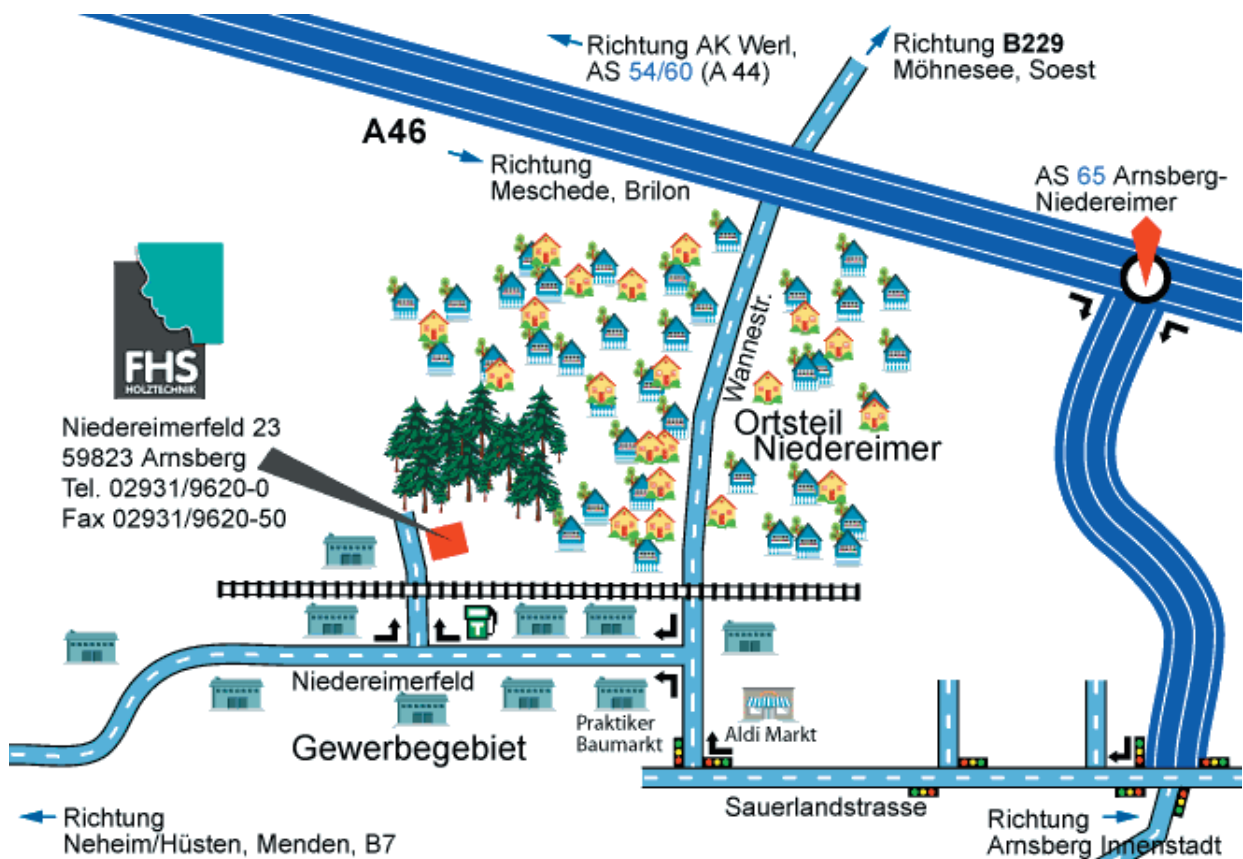 Richtung AK Werl,
AS 54/60 (A 44)
Richtung B229
Möhnesee, Soest
A46
Richtung
Meschede, Brilon
AS 65 Arnsberg-
Niedereimer
FHS
HOLZTECHNIK
Niedereimerfeld 23
59823 Arnsberg
Tel. 02931/9620-0
Fax 02931/9620-50
Wannestr.
Ortsteil
Niedereimer
T
Niedereimerfeld
Gewerbegebiet
Praktiker
Baumarkt
Aldi Markt
Sauerlandstrasse
Richtung
Neheim/Hüsten, Menden, B7
Richtung
Arnsberg Innenstadt